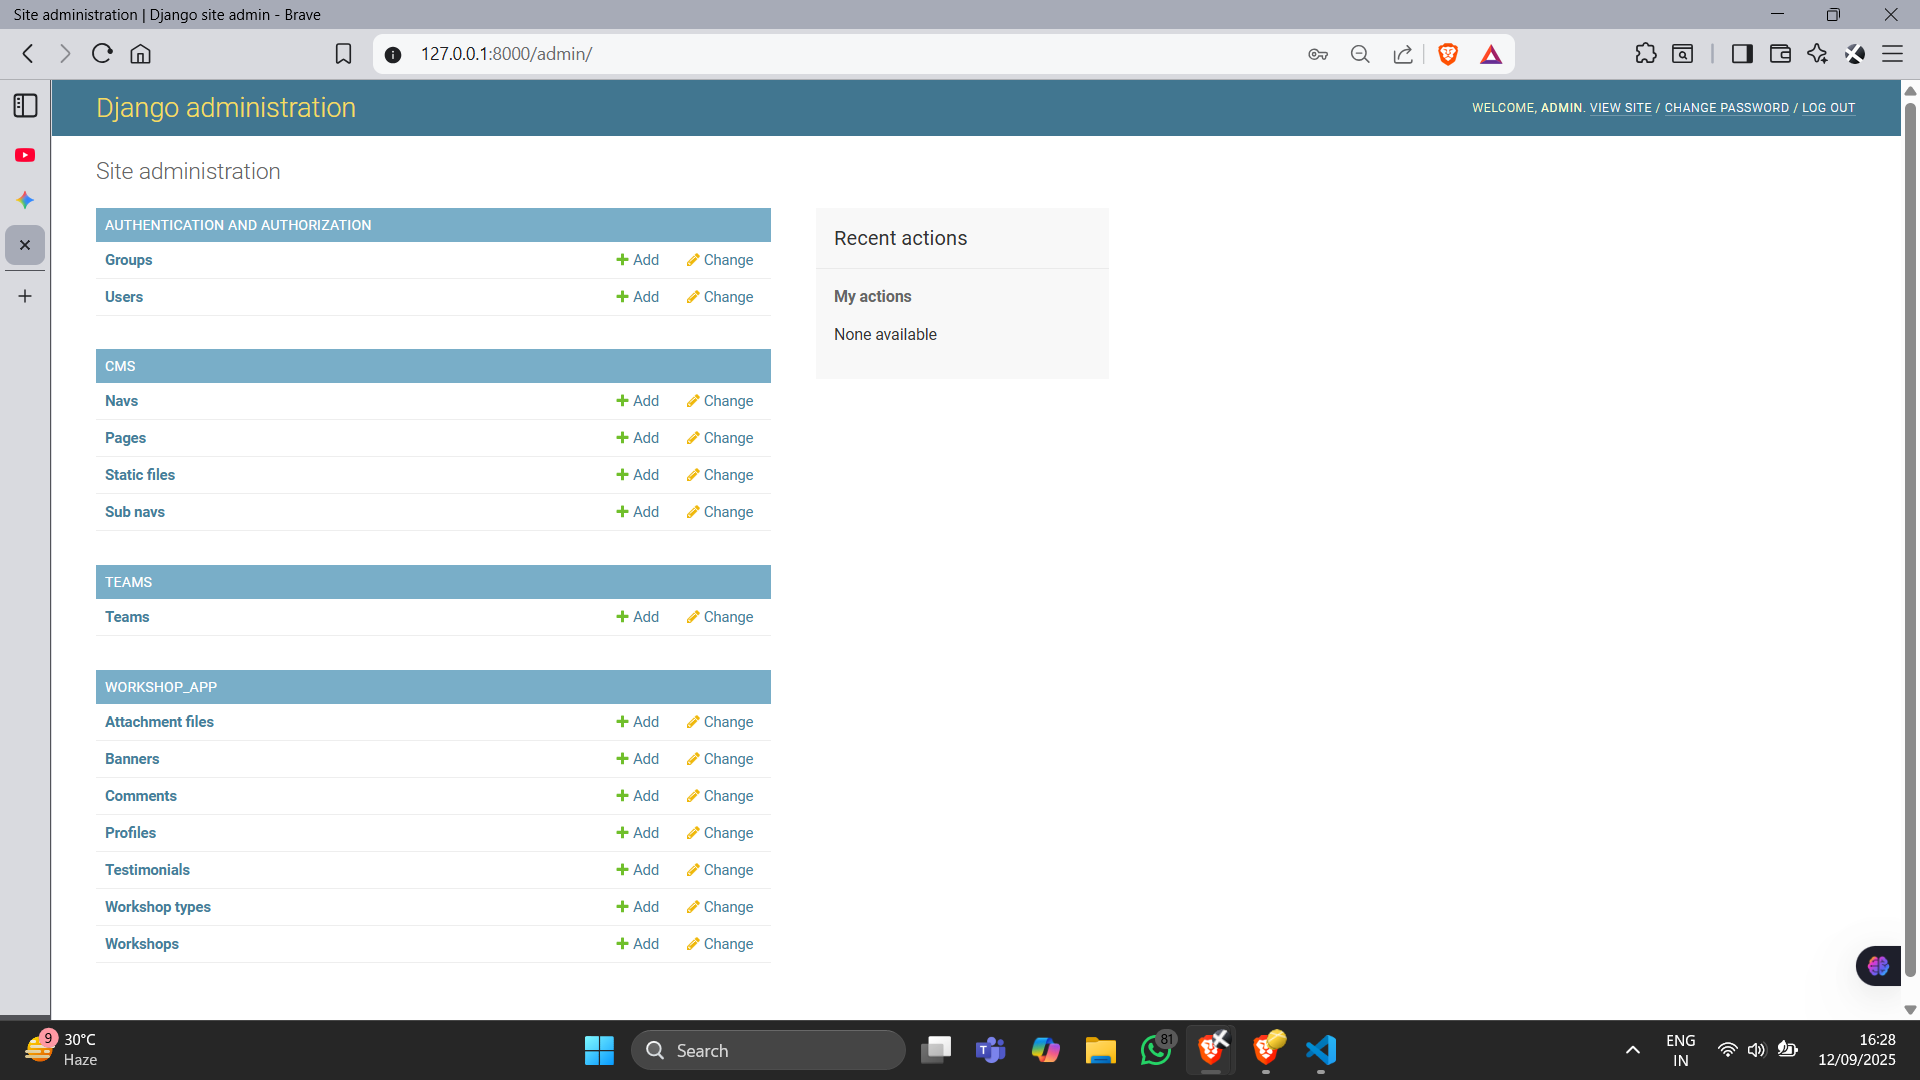 Site administration | Django site admin - Brave
127.0.0.1:8000/admin/
Django administration
WELCOME, ADMIN. VIEW SITE / CHANGE PASSWORD / LOG OUT
Site administration
AUTHENTICATION AND AUTHORIZATION
Groups Add Change
Users Add Change
CMS
Navs Add Change
Pages Add Change
Static files Add Change
Sub navs Add Change
TEAMS
Teams Add Change
WORKSHOP_APP
Attachment files Add Change
Banners Add Change
Comments Add Change
Profiles Add Change
Testimonials Add Change
Workshop types Add Change
Workshops Add Change
Recent actions
My actions
None available
9
30°C
Haze
Search
81
ENG
IN
16:28
12/09/2025